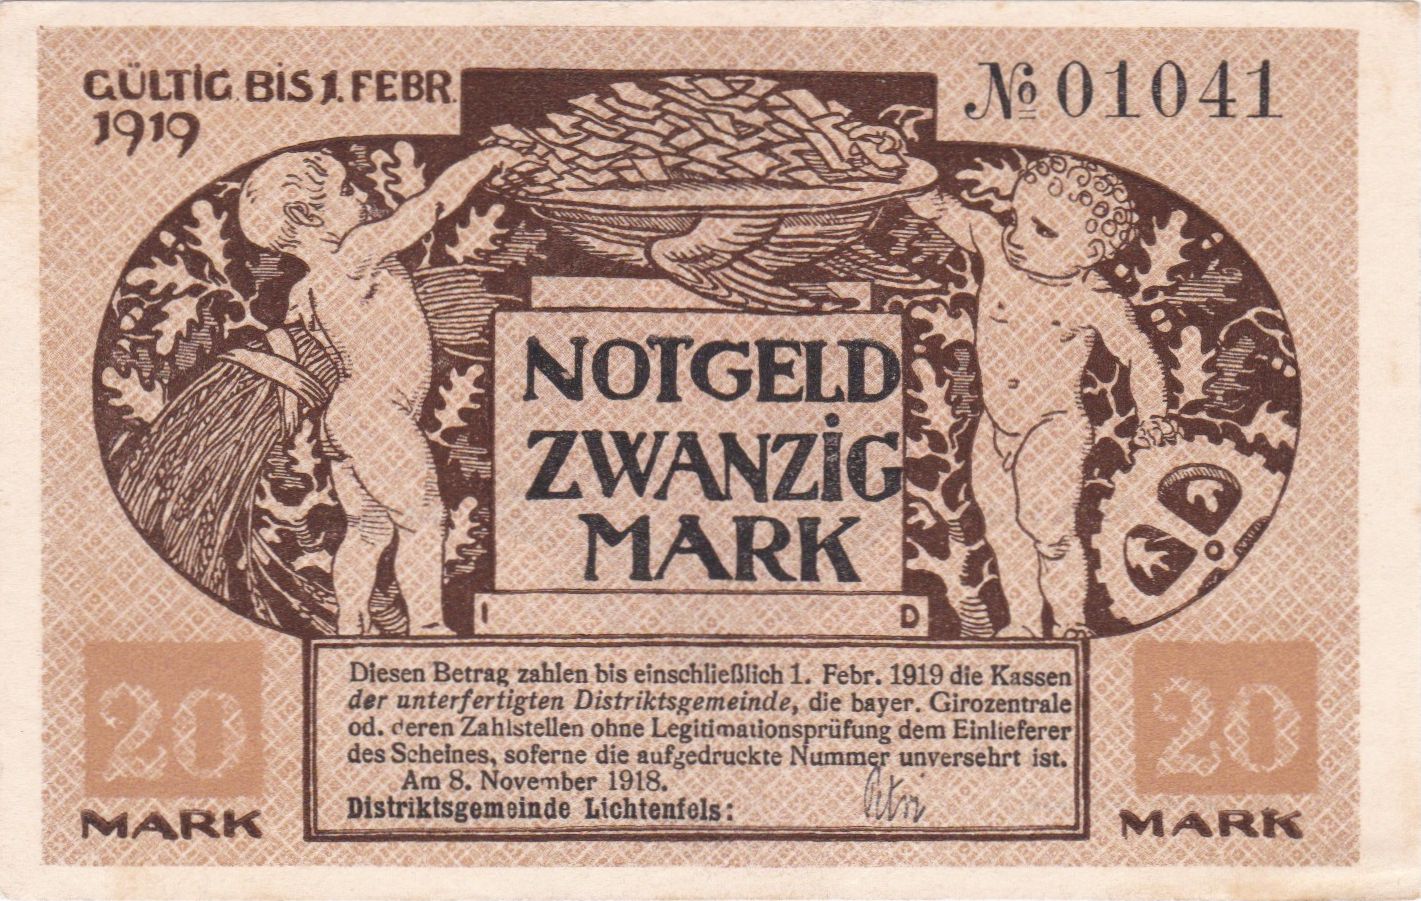 GÜLTIG BIS 1. FEBR.
1919
№ 01041
NOTGELD
ZWANZIG
MARK
I D
20
MARK
Diesen Betrag zahlen bis einschließlich 1. Febr. 1919 die Kassen
der unterfertigten Distriktsgemeinde, die bayer. Girozentrale
od. deren Zahlstellen ohne Legitimationsprüfung dem Einlieferer
des Scheines, soferne die aufgedruckte Nummer unversehrt ist.
Am 8. November 1918.
Distriktsgemeinde Lichtenfels:
20
MARK